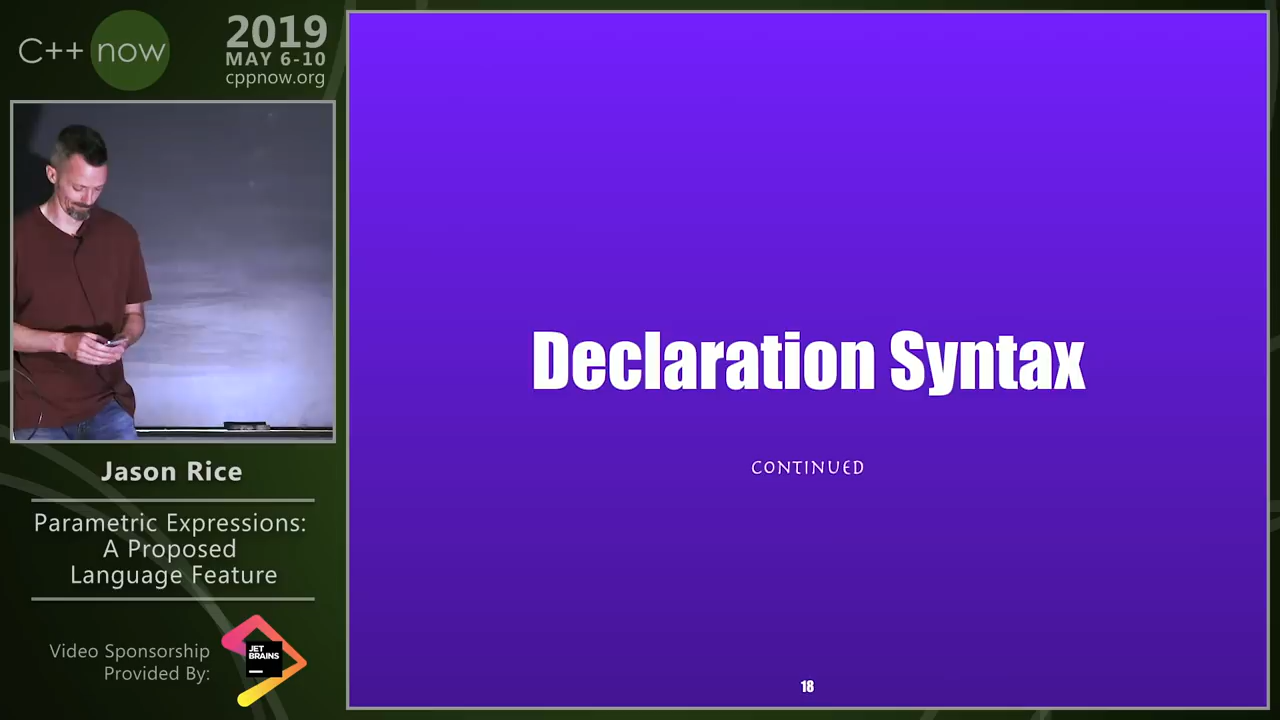 C++ now
2019
MAY 6-10
cppnow.org
Jason Rice
Parametric Expressions:
A Proposed
Language Feature
Video Sponsorship
Provided By:
JET
BRAINS
Declaration Syntax
CONTINUED
18